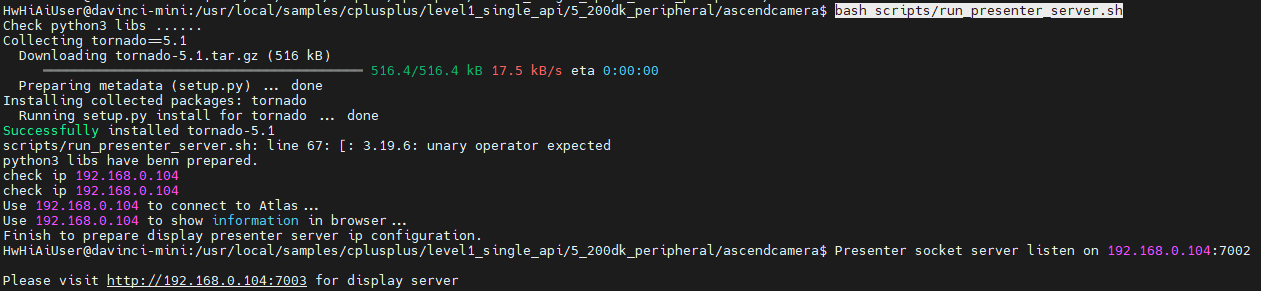 HwHiAiUser@davinci-mini:/usr/local/samples/cplusplus/level1_single_api/5_200dk_peripheral/ascendcamera$ bash scripts/run_presenter_server.sh
Check python3 libs ......
Collecting tornado==5.1
  Downloading tornado-5.1.tar.gz (516 kB)
     ━━━━━━━━━━━━━━━━━━━━━━━━━━━━━━━━━━━━━━━━ 516.4/516.4 kB 17.5 kB/s eta 0:00:00
  Preparing metadata (setup.py) ... done
Installing collected packages: tornado
  Running setup.py install for tornado ... done
Successfully installed tornado-5.1
scripts/run_presenter_server.sh: line 67: [: 3.19.6: unary operator expected
python3 libs have benn prepared.
check ip 192.168.0.104
check ip 192.168.0.104
Use 192.168.0.104 to connect to Atlas...
Use 192.168.0.104 to show information in browser...
Finish to prepare display presenter server ip configuration.
HwHiAiUser@davinci-mini:/usr/local/samples/cplusplus/level1_single_api/5_200dk_peripheral/ascendcamera$ Presenter socket server listen on 192.168.0.104:7002
Please visit http://192.168.0.104:7003 for display server